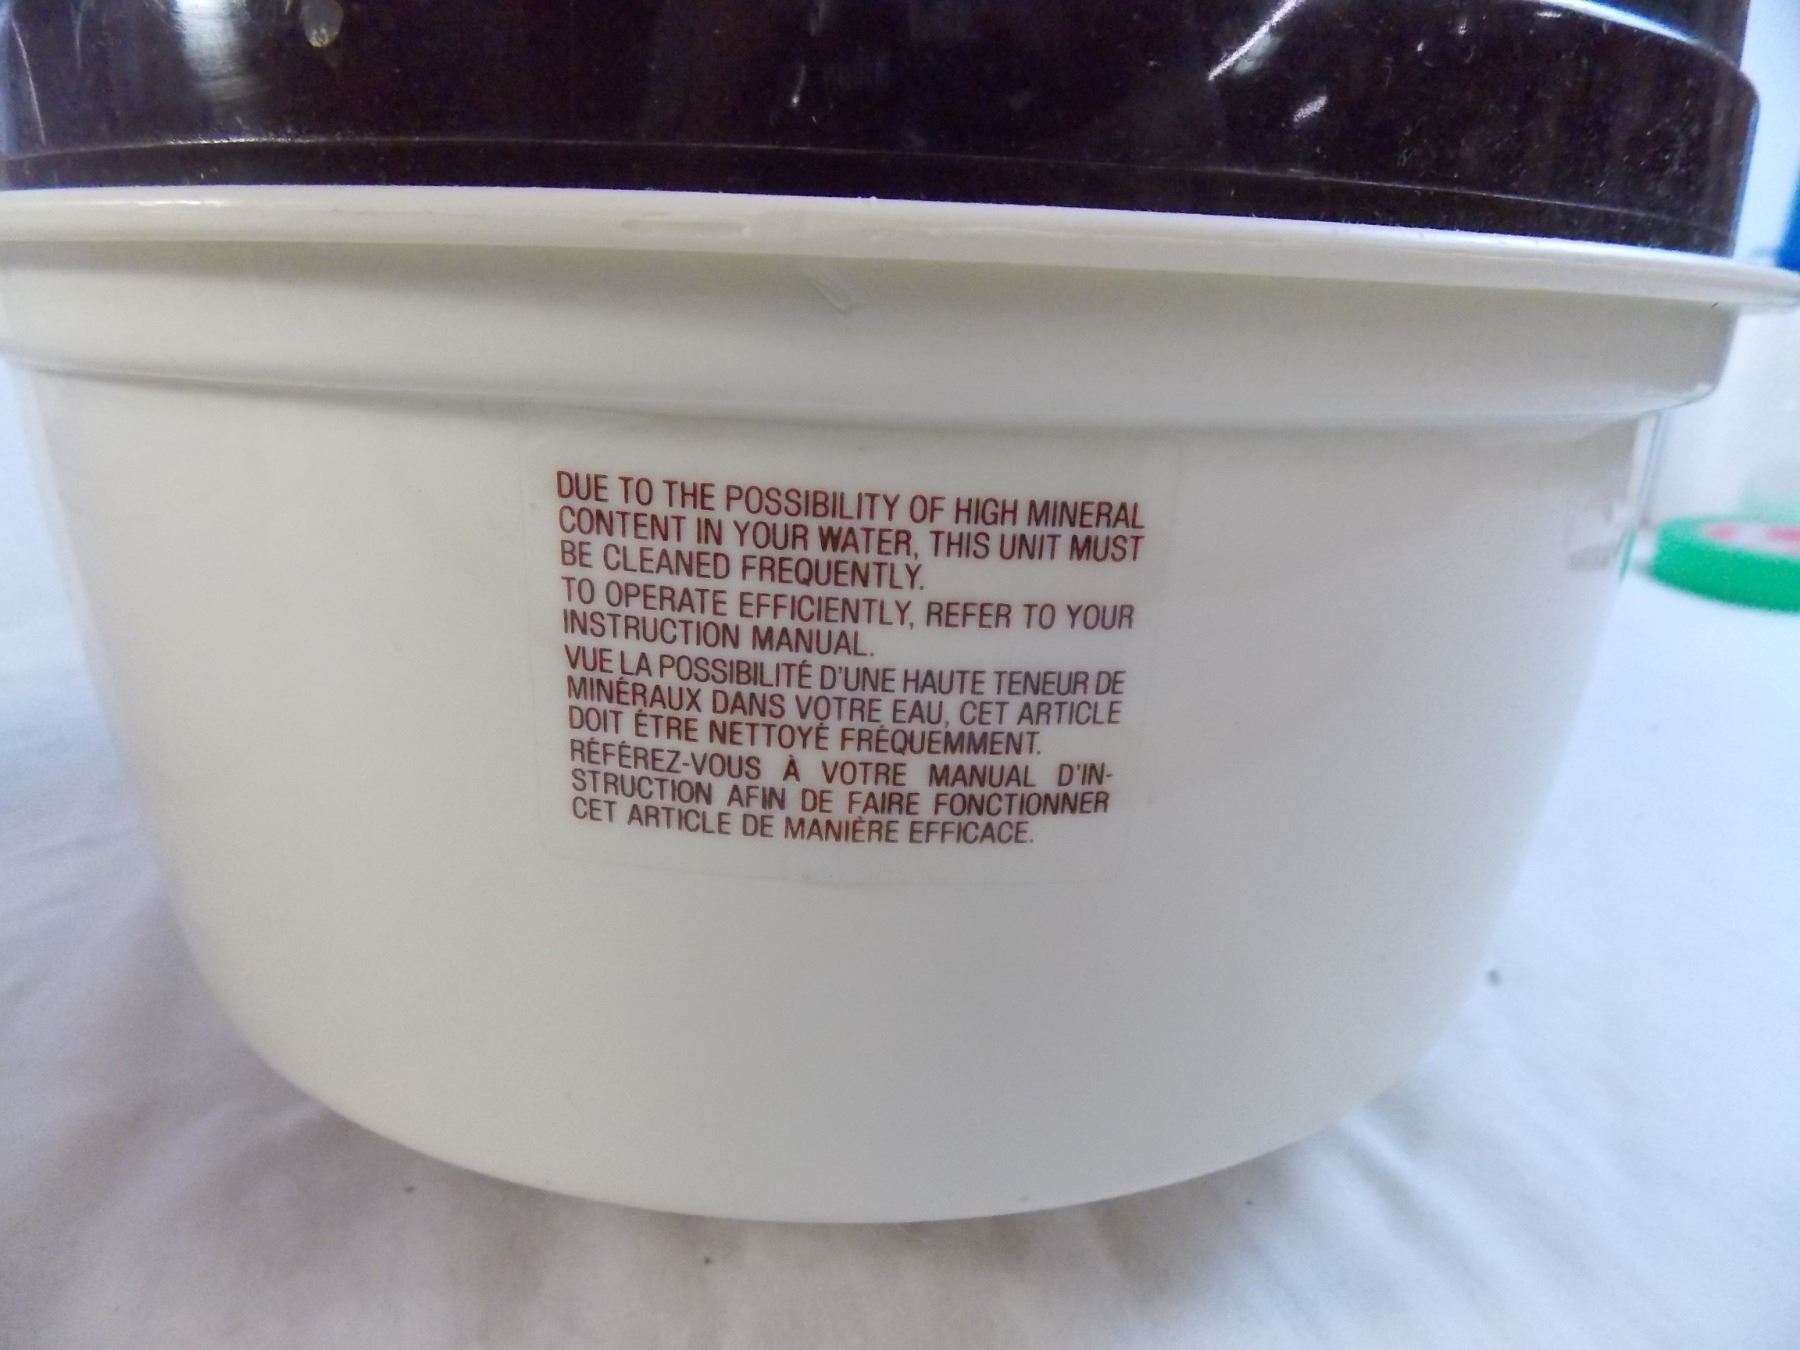 DUE TO THE POSSIBILITY OF HIGH MINERAL
CONTENT IN YOUR WATER, THIS UNIT MUST
BE CLEANED FREQUENTLY.
TO OPERATE EFFICIENTLY, REFER TO YOUR
INSTRUCTION MANUAL.
VUE LA POSSIBILITÉ D'UNE HAUTE TENEUR DE
MINÉRAUX DANS VOTRE EAU, CET ARTICLE
DOIT ÊTRE NETTOYÉ FRÉQUEMMENT.
RÉFÉREZ-VOUS À VOTRE MANUAL D'IN-
STRUCTION AFIN DE FAIRE FONCTIONNER
CET ARTICLE DE MANIÈRE EFFICACE.